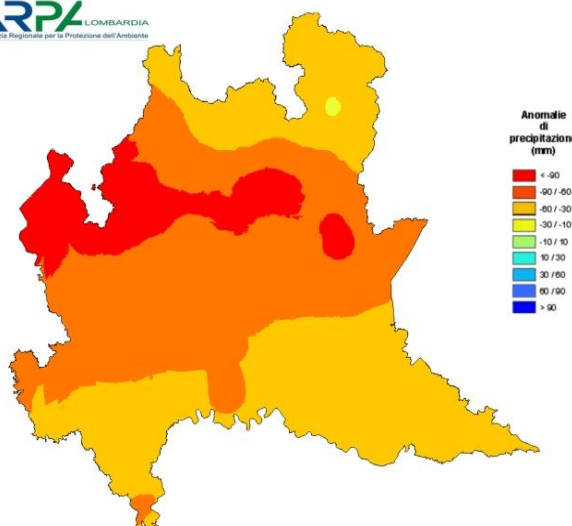 ARPA LOMBARDIA
Regionale per la Protezione dell'Ambiente
Anomalie
di
precipitazione
(mm)
< -90
-90 / -60
-60 / -30
-30 / -10
-10 / 10
10 / 30
30 / 60
60 / 90
> 90